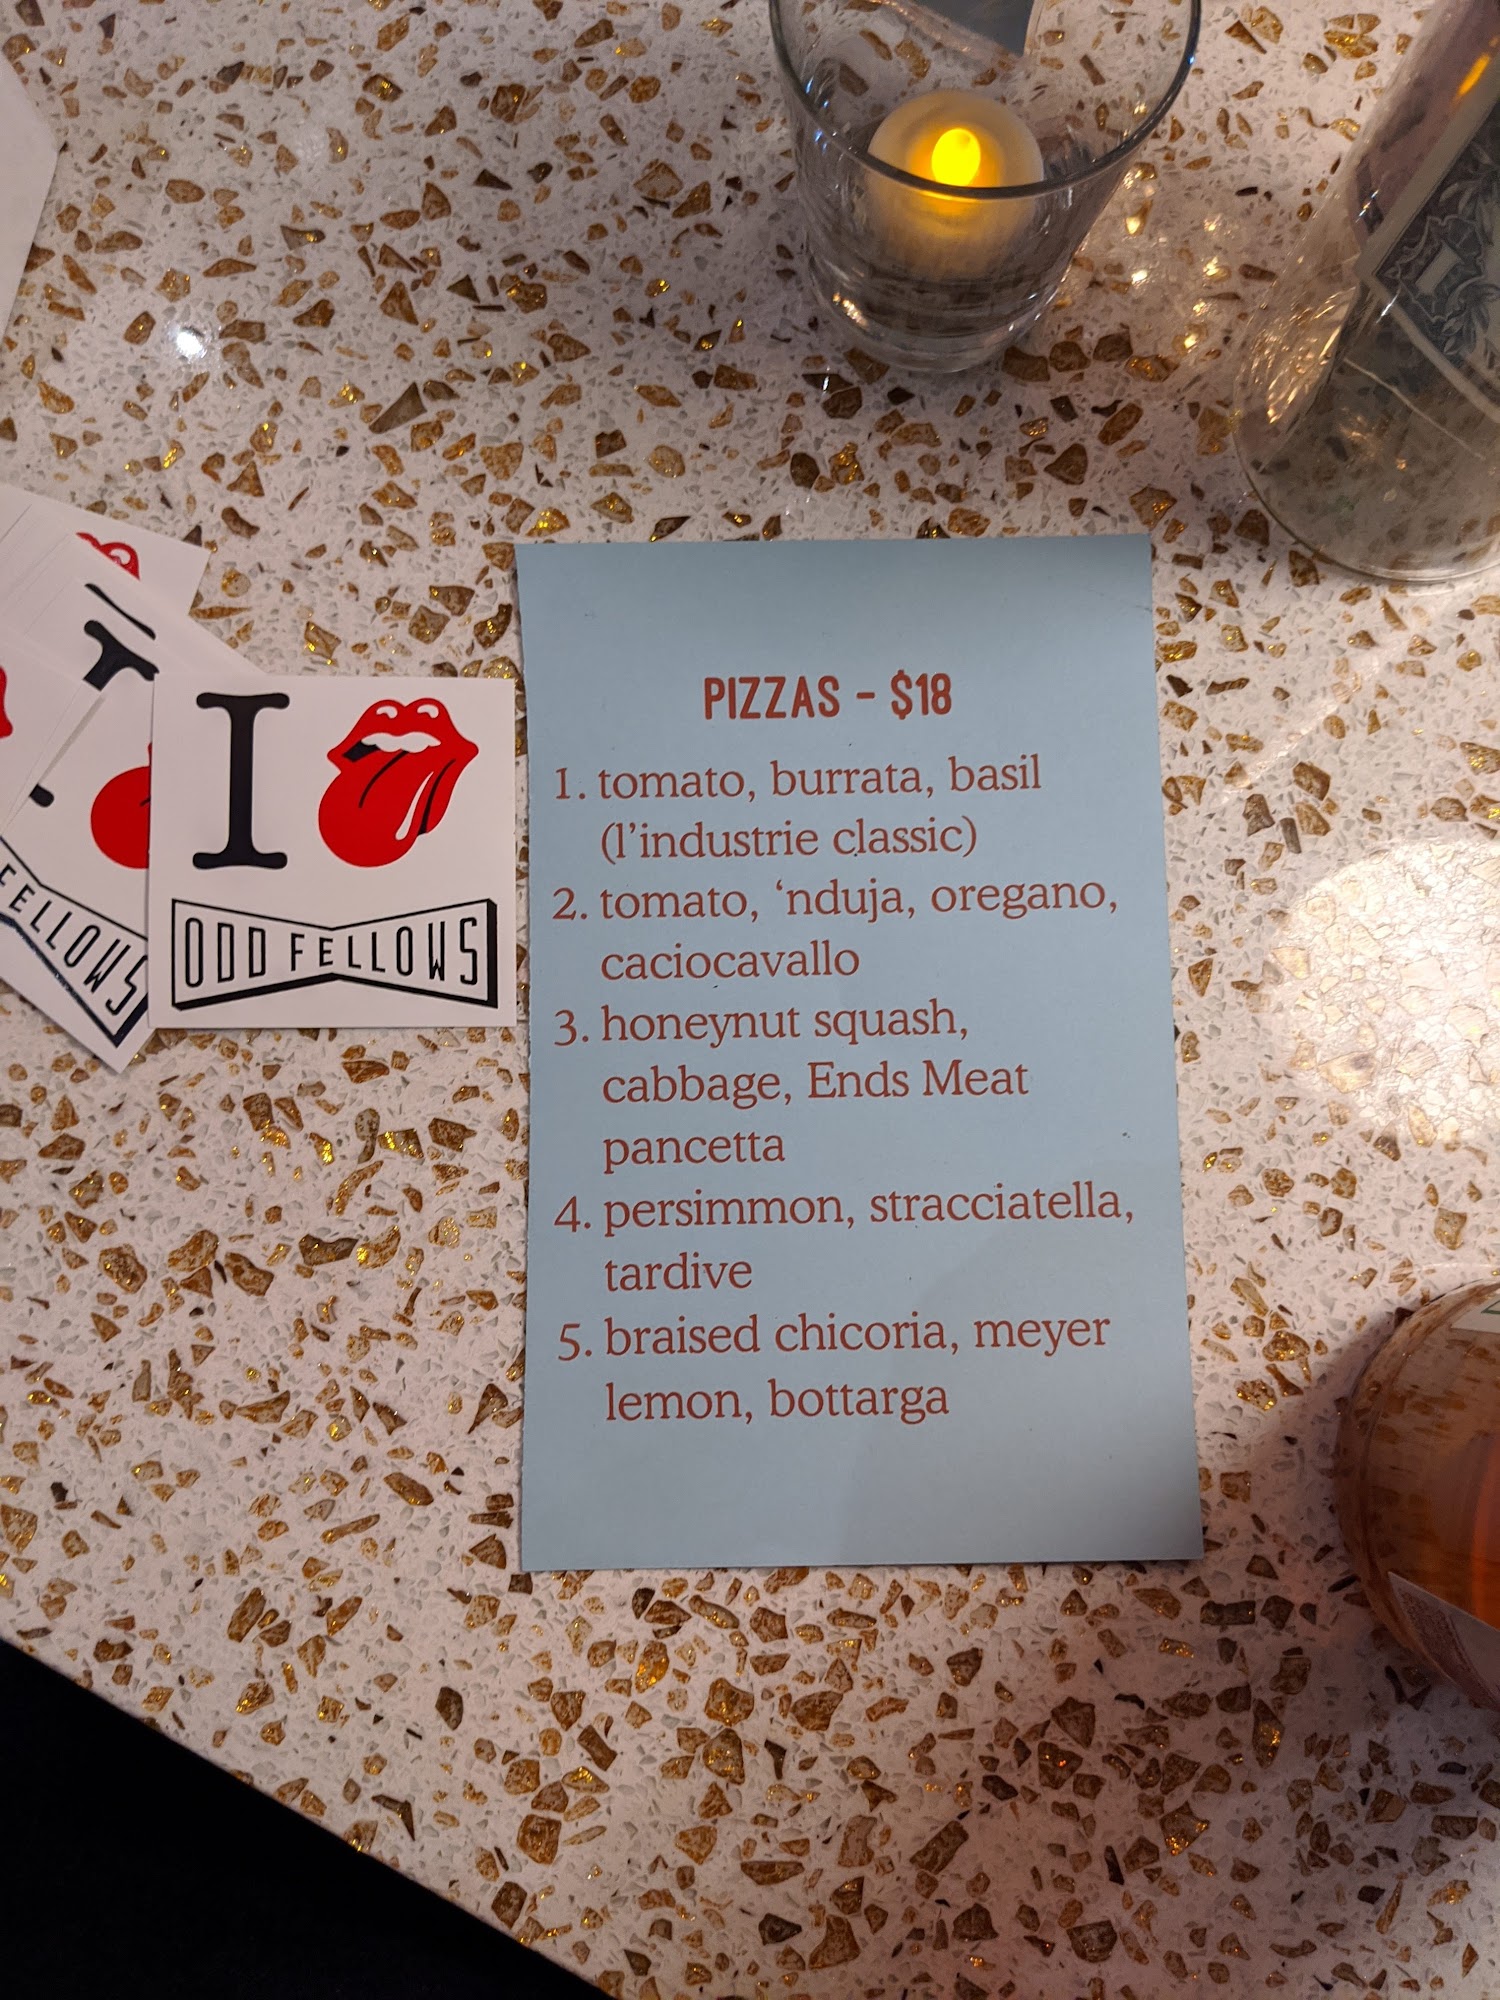 PIZZAS - $18
1. tomato, burrata, basil
(l'industrie classic)
2. tomato, ‘nduja, oregano,
caciocavallo
3. honeynut squash,
cabbage, Ends Meat
pancetta
4. persimmon, stracciatella,
tardive
5. braised chicoria, meyer
lemon, bottarga
I
ODD FELLOWS
I
FELLOWS